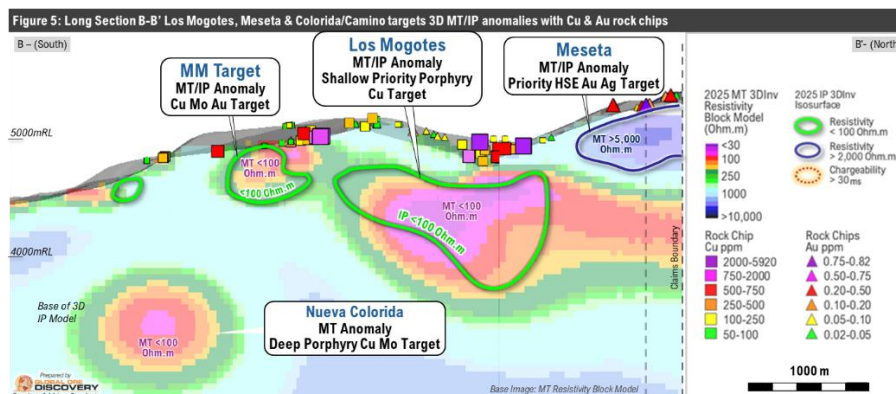 Figure 5: Long Section B-B' Los Mogotes, Meseta & Colorida/Camino targets 3D MT/IP anomalies with Cu & Au rock chips
B – (South)
B'- (North)
MM Target
MT/IP Anomaly
Cu Mo Au Target
Los Mogotes
MT/IP Anomaly
Shallow Priority Porphyry
Cu Target
Meseta
MT/IP Anomaly
Priority HSE Au Ag Target
5000mRL
4000mRL
MT <100
Ohm.m
<100 Ohm.m
MT <100
Ohm.m
IP <100 Ohm.m
MT >5,000
Ohm.m
Base of 3D
IP Model
MT <100
Ohm.m
Nueva Colorida
MT Anomaly
Deep Porphyry Cu Mo Target
Claims Boundary
Prepared by
GLOBAL ORE
DISCOVERY
Base Image: MT Resistivity Block Model
2025 MT 3DInv
Resistivity
Block Model
(Ohm.m)
<30
100
250
1000
>10,000
2025 IP 3DInv
Isosurface
Resistivity
< 100 Ohm.m
Resistivity
> 2,000 Ohm.m
Chargeability
> 30 ms
Rock Chip
Cu ppm
2000-5920
750-2000
500-750
250-500
100-250
50-100
Rock Chips
Au ppm
0.75-0.82
0.50-0.75
0.20-0.50
0.10-0.20
0.05-0.10
0.02-0.05
1000 m